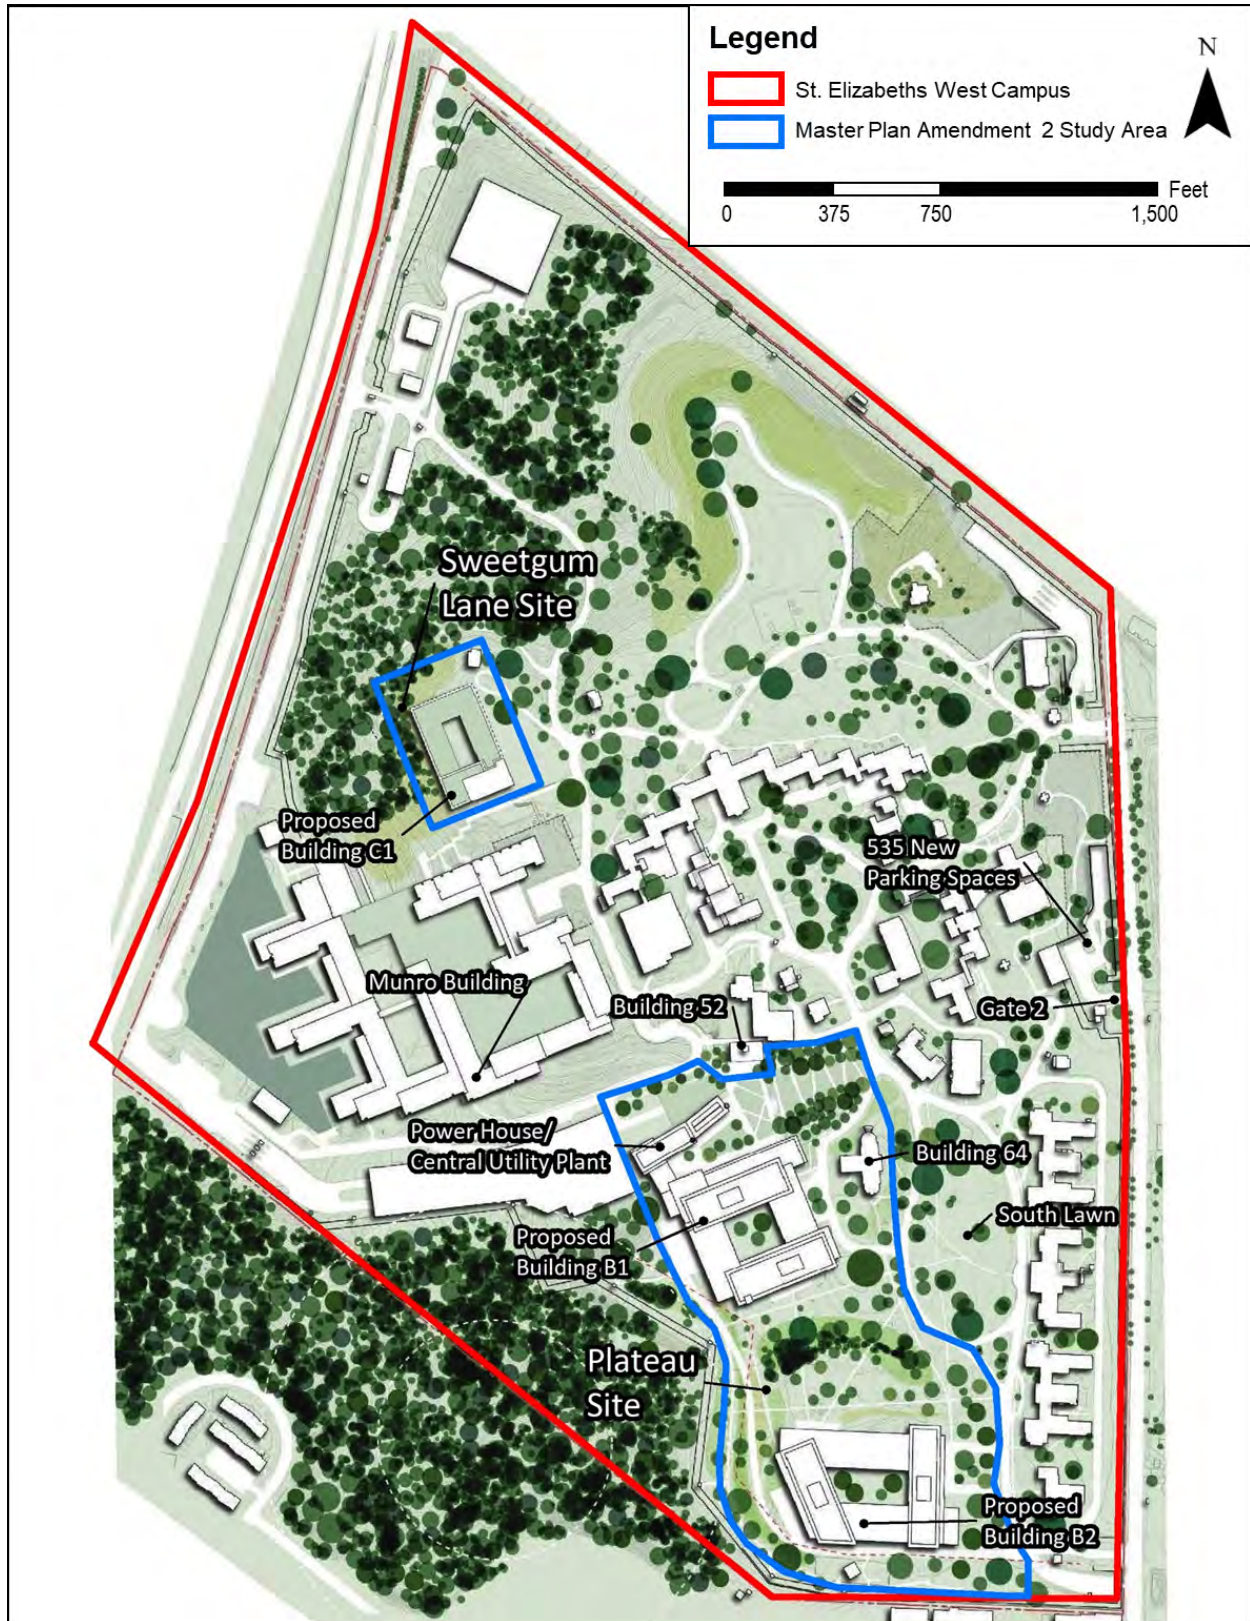 Legend
N
St. Elizabeths West Campus
Master Plan Amendment 2 Study Area
Feet
0 375 750 1,500
Sweetgum
Lane Site
Proposed
Building C1
535 New
Parking Spaces
Munro Building
Building 52
Gate 2
Power House/
Central Utility Plant
Building 64
South Lawn
Proposed
Building B1
Plateau
Site
Proposed
Building B2